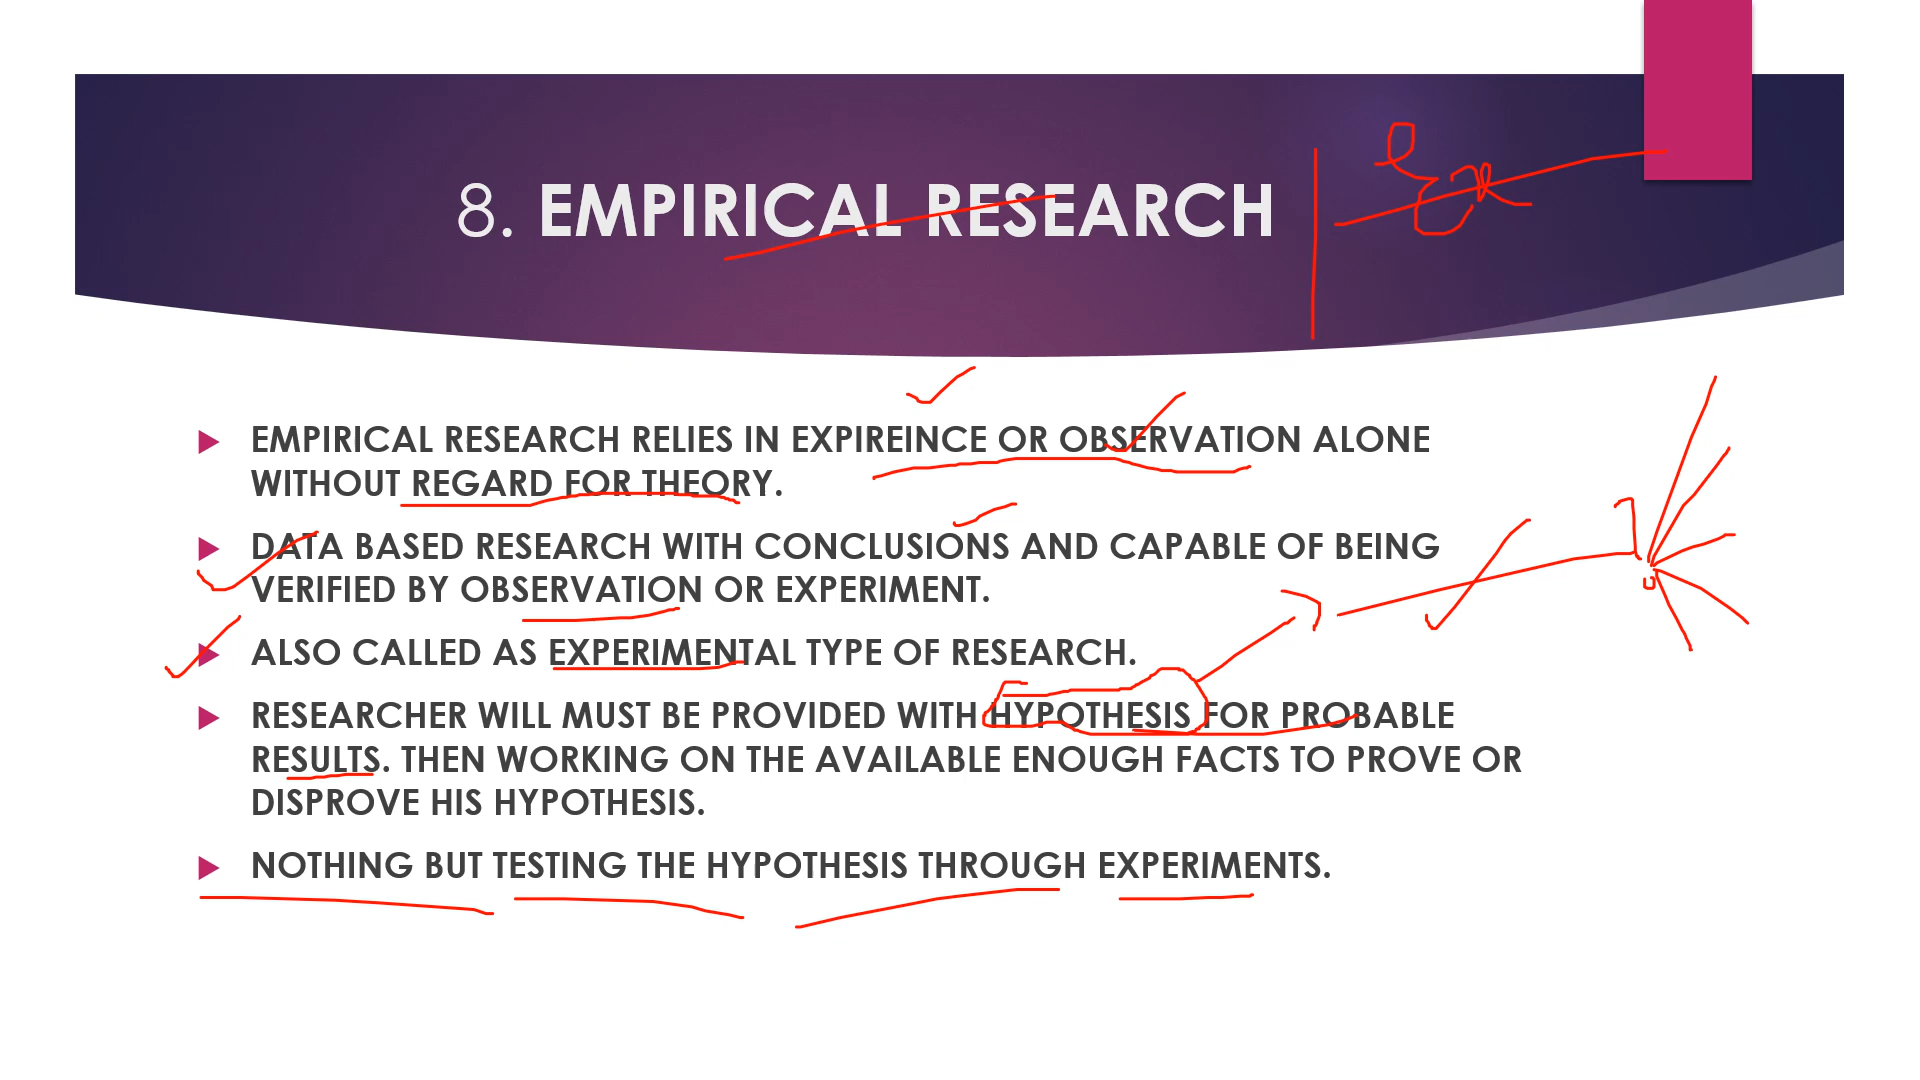 8. EMPIRICAL RESEARCH
EMPIRICAL RESEARCH RELIES IN EXPIREINCE OR OBSERVATION ALONE
WITHOUT REGARD FOR THEORY.
DATA BASED RESEARCH WITH CONCLUSIONS AND CAPABLE OF BEING
VERIFIED BY OBSERVATION OR EXPERIMENT.
ALSO CALLED AS EXPERIMENTAL TYPE OF RESEARCH.
RESEARCHER WILL MUST BE PROVIDED WITH HYPOTHESIS FOR PROBABLE
RESULTS. THEN WORKING ON THE AVAILABLE ENOUGH FACTS TO PROVE OR
DISPROVE HIS HYPOTHESIS.
NOTHING BUT TESTING THE HYPOTHESIS THROUGH EXPERIMENTS.